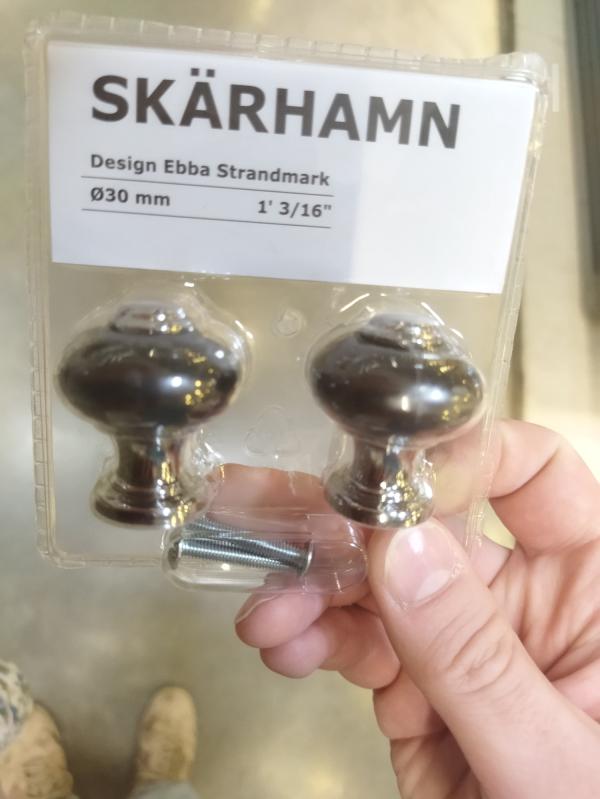 SKÄRHAMN
Design Ebba Strandmark
Ø30 mm 1' 3/16"